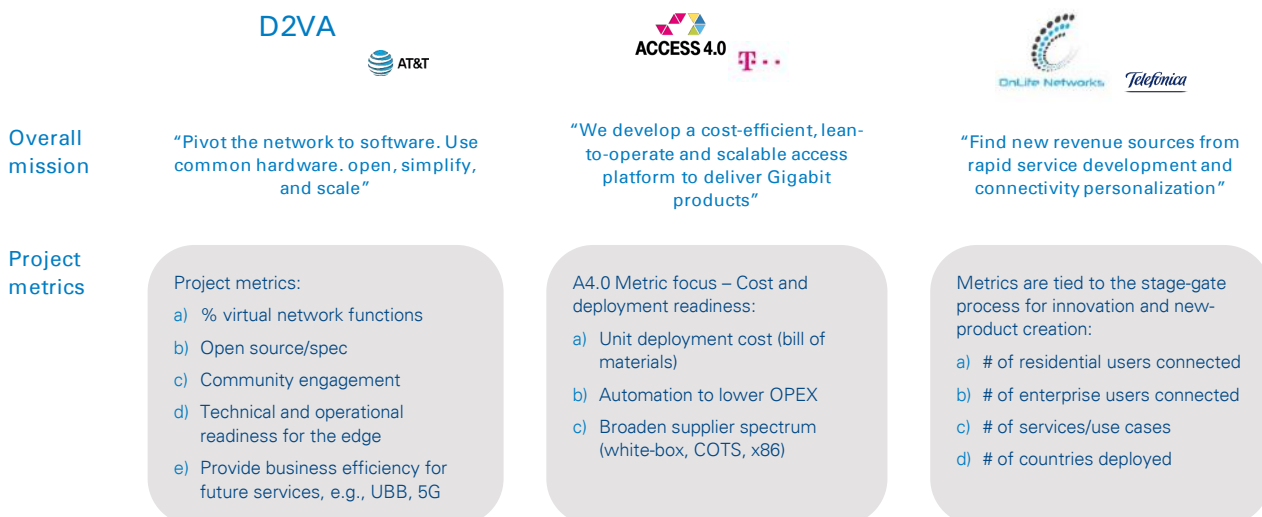 D2VA
AT&T
ACCESS 4.0
T
OnLife Networks
Telefónica
Overall
mission
“Pivot the network to software. Use
common hardware. open, simplify,
and scale”
“We develop a cost-efficient, lean-
to-operate and scalable access
platform to deliver Gigabit
products”
“Find new revenue sources from
rapid service development and
connectivity personalization”
Project
metrics
Project metrics:
a) % virtual network functions
b) Open source/spec
c) Community engagement
d) Technical and operational
readiness for the edge
e) Provide business efficiency for
future services, e.g., UBB, 5G
A4.0 Metric focus – Cost and
deployment readiness:
a) Unit deployment cost (bill of
materials)
b) Automation to lower OPEX
c) Broaden supplier spectrum
(white-box, COTS, x86)
Metrics are tied to the stage-gate
process for innovation and new-
product creation:
a) # of residential users connected
b) # of enterprise users connected
c) # of services/use cases
d) # of countries deployed